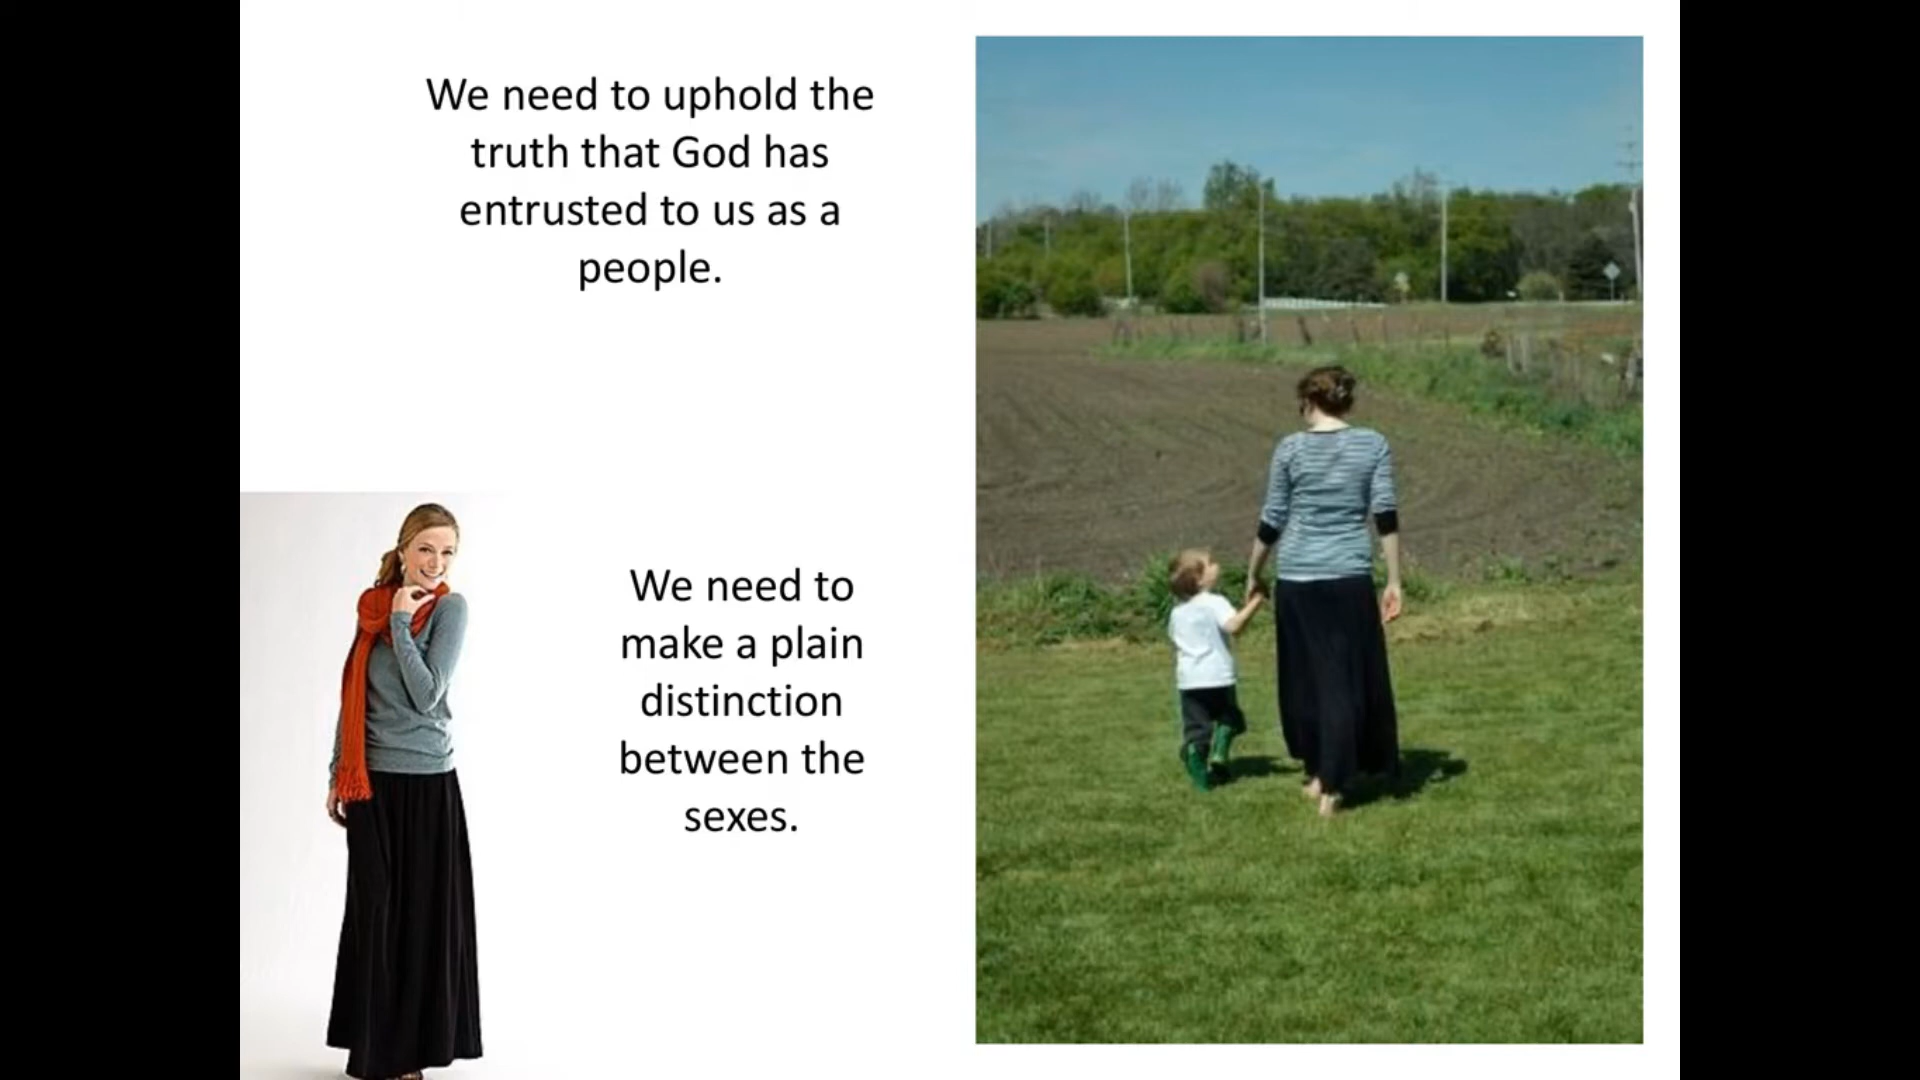 We need to uphold the
truth that God has
entrusted to us as a
people.
We need to
make a plain
distinction
between the
sexes.